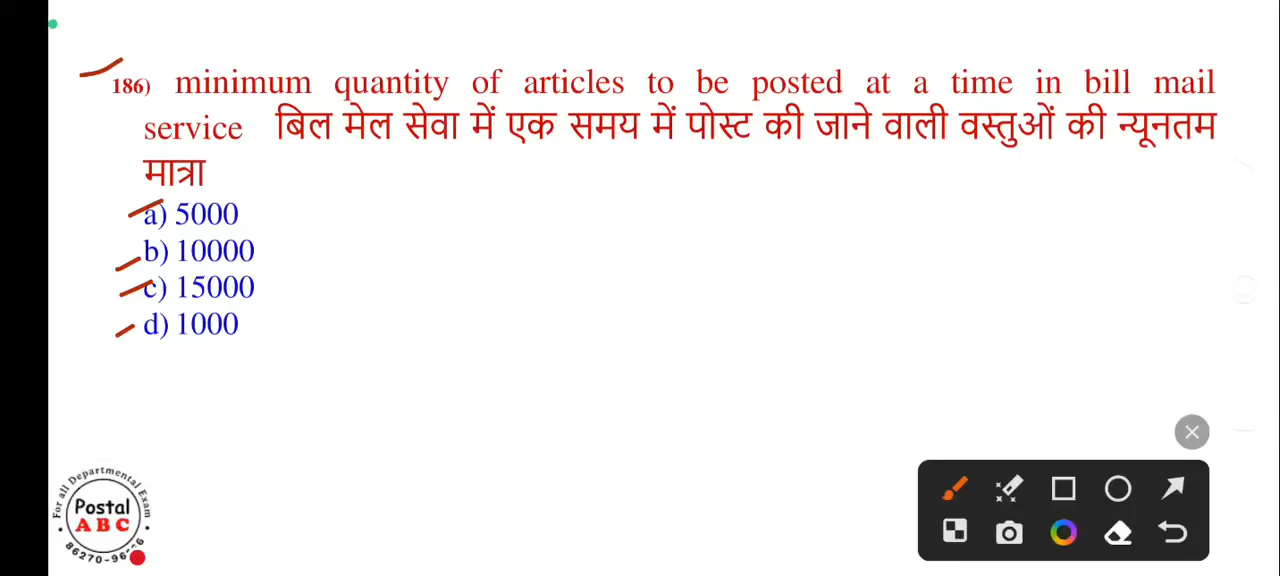 186) minimum quantity of articles to be posted at a time in bill mail
service बिल मेल सेवा में एक समय में पोस्ट की जाने वाली वस्तुओं की न्यूनतम
मात्रा
a) 5000
b) 10000
c) 15000
d) 1000
For all Departmental Exam
Postal
A B C